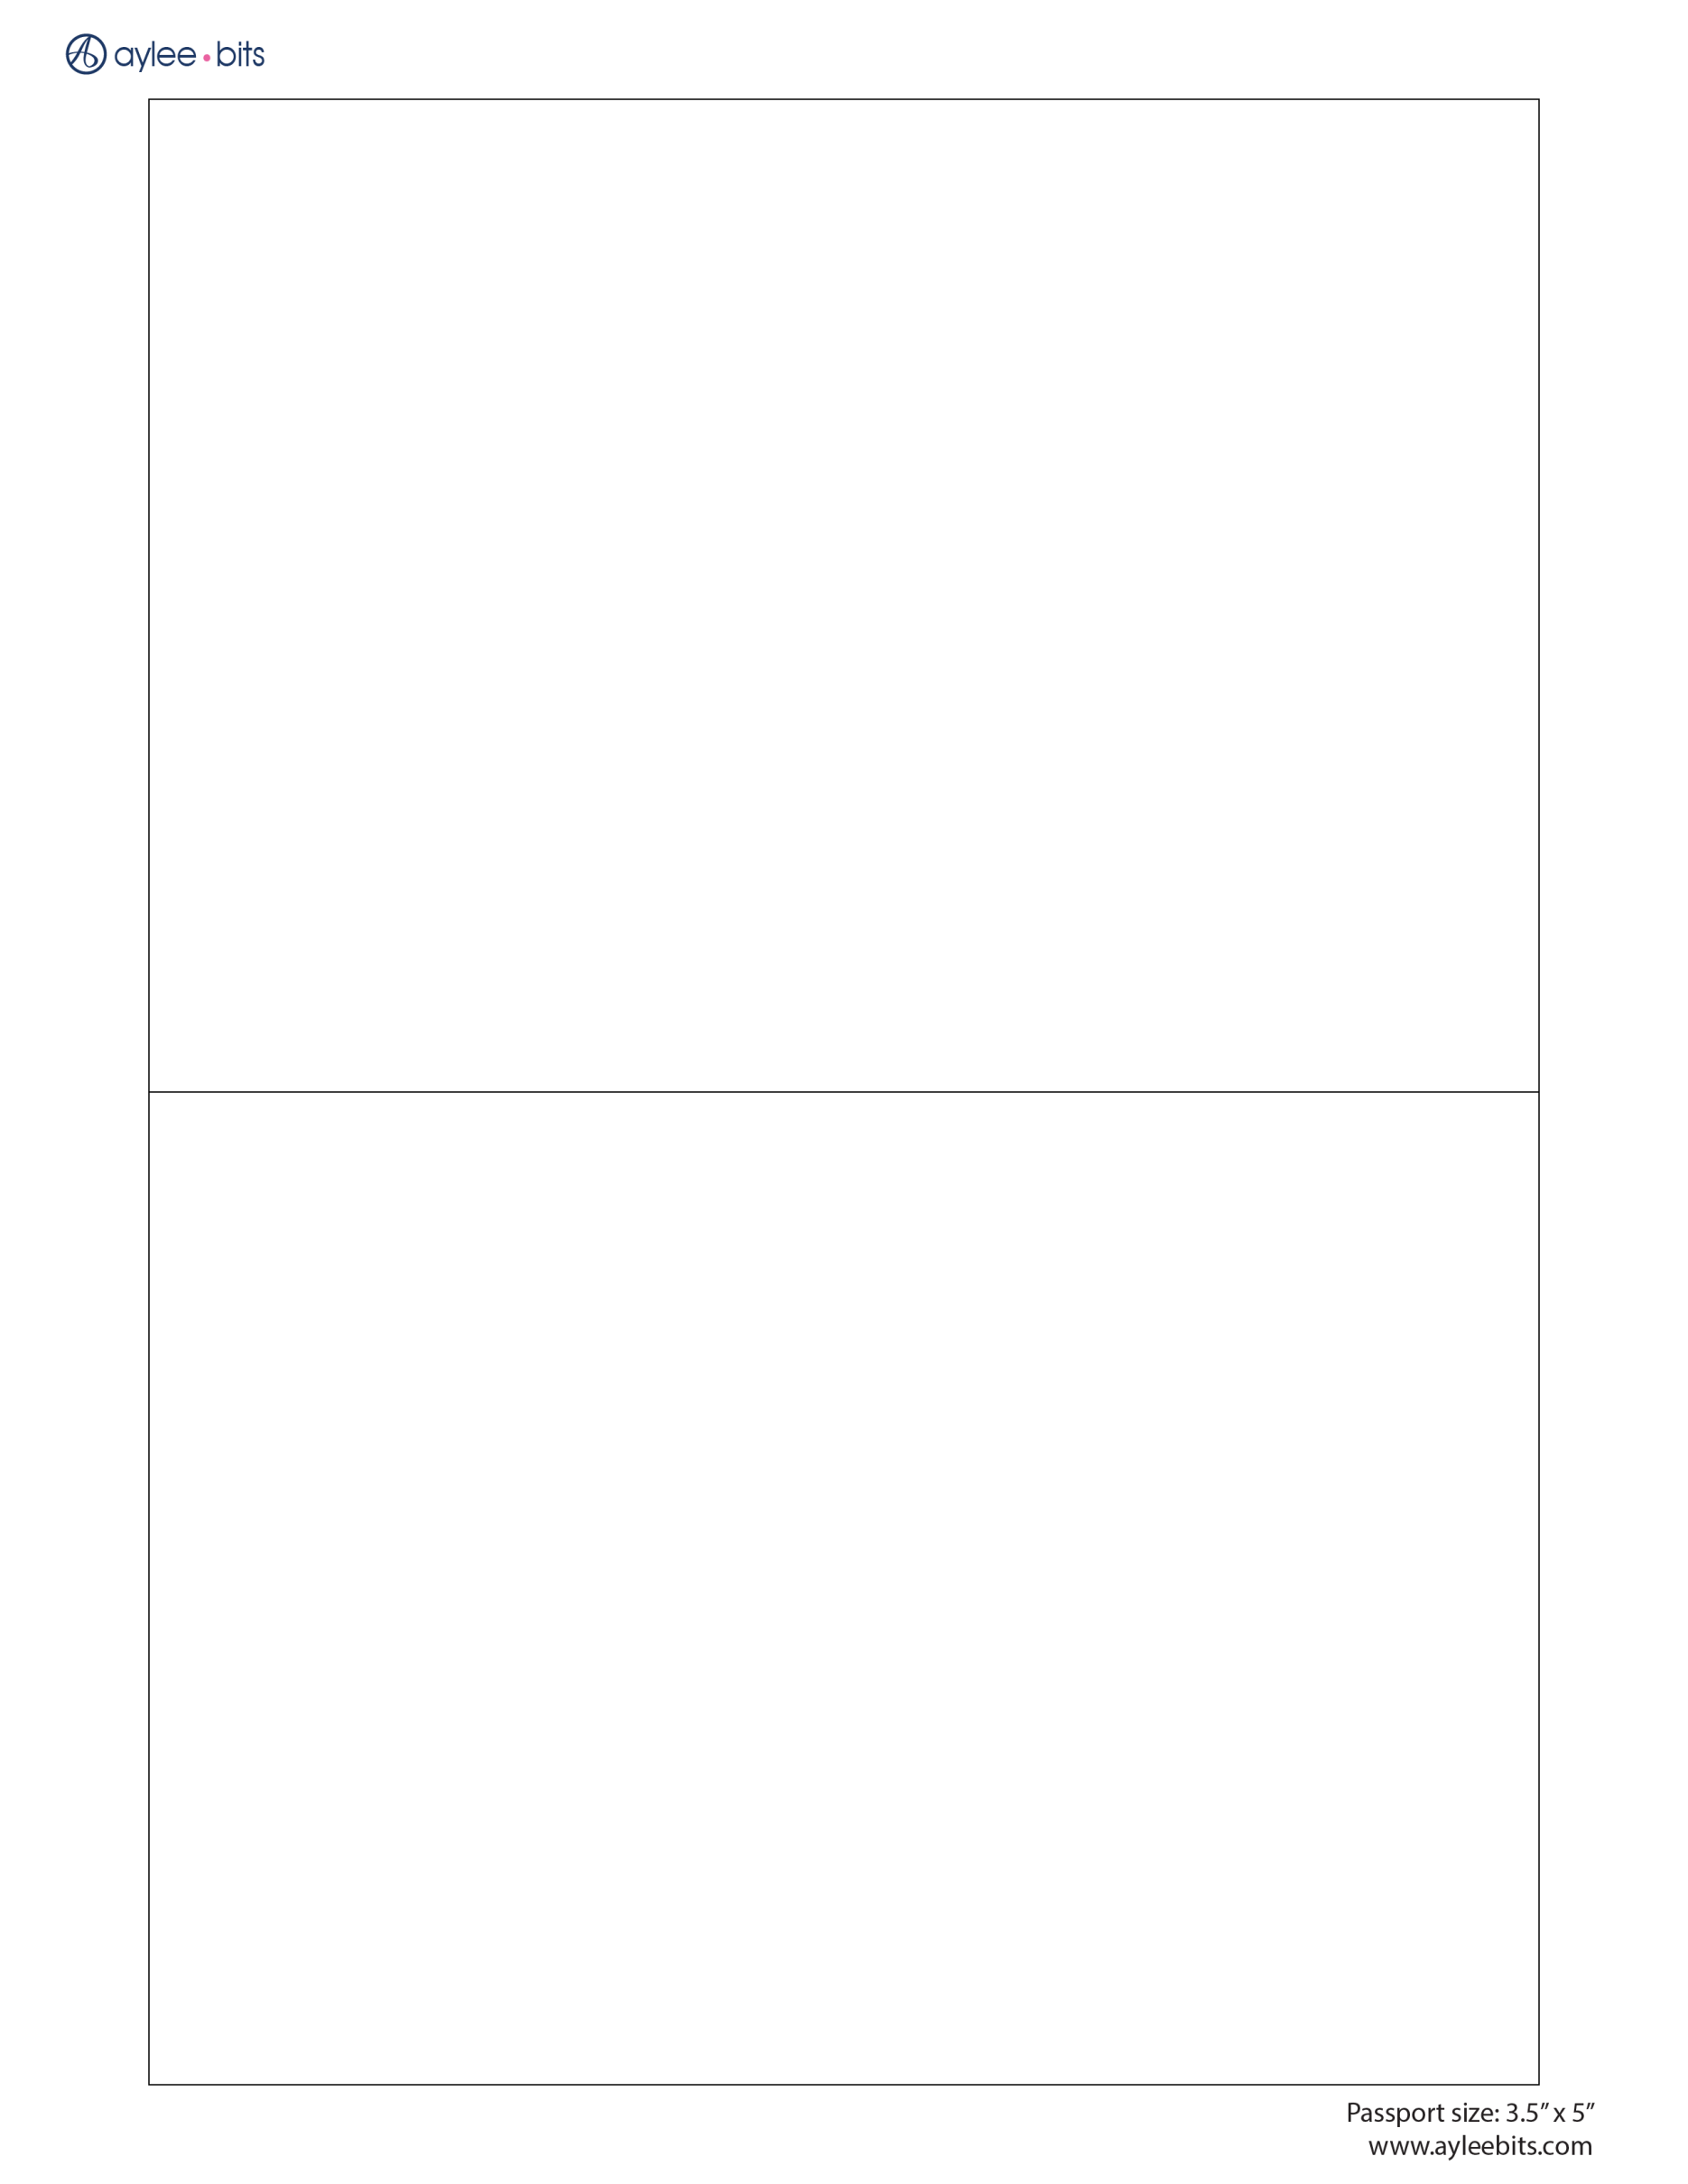 aylee • bits
Passport size: 3.5” x 5”
www.ayleebits.com